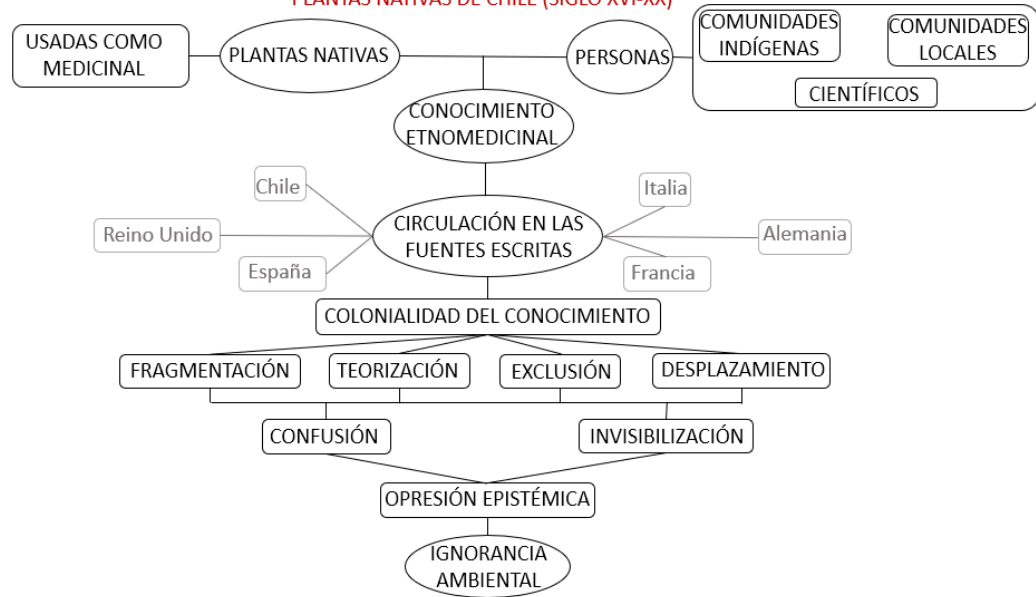 PLANTAS NATIVAS DE CHILE (SIGLO XVI-XX)
USADAS COMO
MEDICINAL
PLANTAS NATIVAS
PERSONAS
COMUNIDADES
INDÍGENAS
COMUNIDADES
LOCALES
CIENTÍFICOS
CONOCIMIENTO
ETNOMEDICINAL
Chile
Italia
Reino Unido
CIRCULACIÓN EN LAS
FUENTES ESCRITAS
Alemania
España
Francia
COLONIALIDAD DEL CONOCIMIENTO
FRAGMENTACIÓN
TEORIZACIÓN
EXCLUSIÓN
DESPLAZAMIENTO
CONFUSIÓN
INVISIBILIZACIÓN
OPRESIÓN EPISTÉMICA
IGNORANCIA
AMBIENTAL